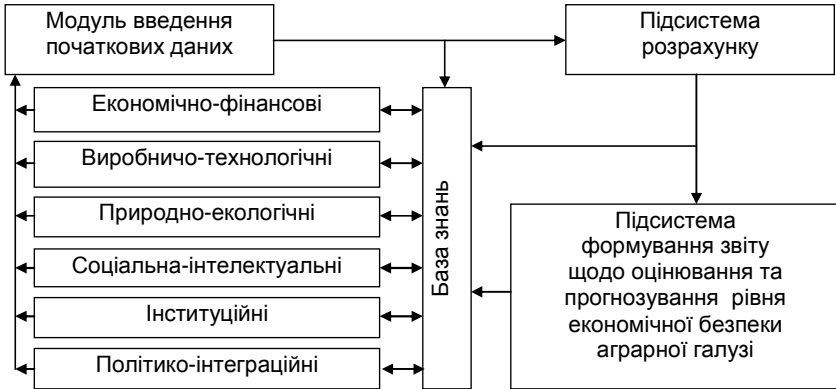 Модуль введення
початкових даних
Підсистема
розрахунку
Економічно-фінансові
Виробничо-технологічні
Природно-екологічні
Соціальна-інтелектуальні
Інституційні
Політико-інтеграційні
База знань
Підсистема
формування звіту
щодо оцінювання та
прогнозування рівня
економічної безпеки
аграрної галузі